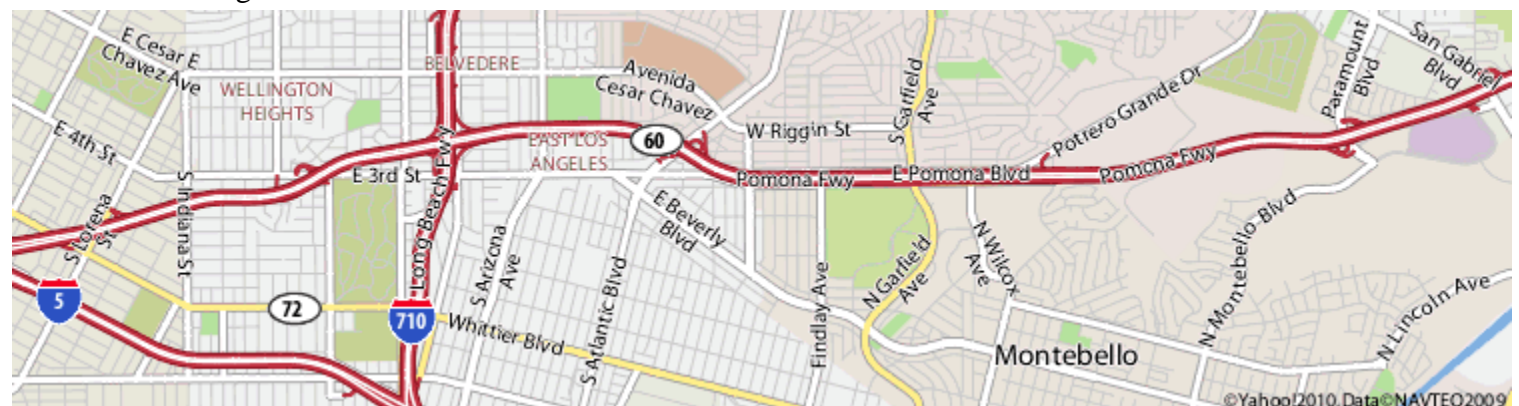 E Cesar E
Chavez Ave
WELLINGTON
HEIGHTS
BELVEDERE
Avenida
Cesar Chavez
S Garfield
Ave
Pottero Grande Dr
Paramount
Blvd
San Gabriel
Blvd
E 4th St
E 3rd St
EAST LOS
ANGELES
60
W Riggin St
Pomona Fwy
E Pomona Blvd
Pomona Fwy
Long Beach Fwy
S Lorena
St
S Indiana St
S Arizona
Ave
S Atlantic Blvd
E Beverly
Blvd
Findlay Ave
N Garfield
Ave
N Wilcox
Ave
N Montebello Blvd
N Lincoln Ave
5
72
710
Whittier Blvd
Montebello
©Yahoo!2010, Data©NAVTEQ2009